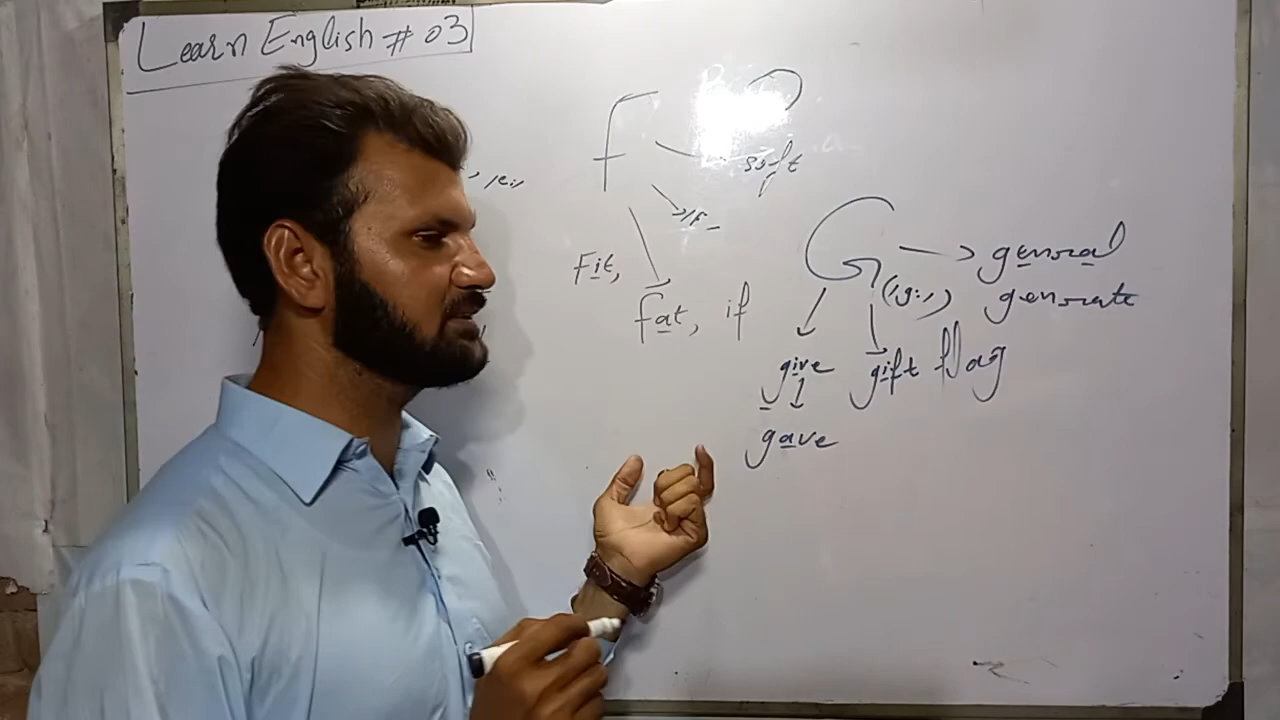 Learn English # 03
f
soft
Fit,
fat, if
G
general
generate
give
gift
flag
gave